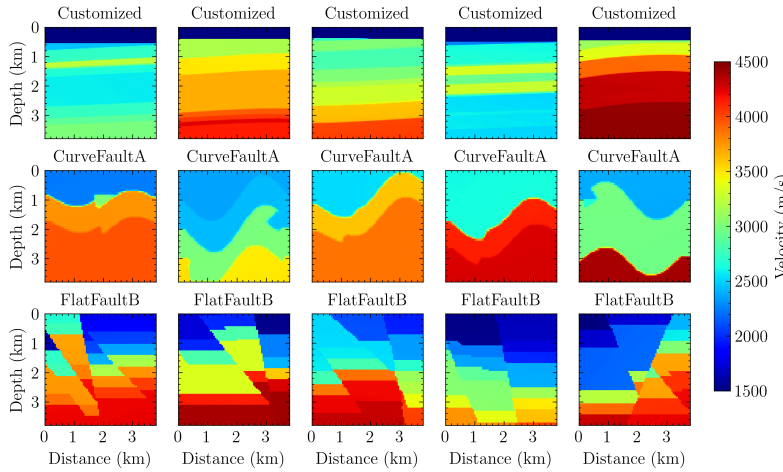 Customized Customized Customized Customized Customized
0
1
2
3
Depth (km)
4500
4000
3500
3000
2500
2000
1500
Velocity (m/s)
CurveFaultA CurveFaultA CurveFaultA CurveFaultA CurveFaultA
0
1
2
3
Depth (km)
FlatFaultB FlatFaultB FlatFaultB FlatFaultB FlatFaultB
0
1
2
3
Depth (km)
0 1 2 3 0 1 2 3 0 1 2 3 0 1 2 3 0 1 2 3
Distance (km) Distance (km) Distance (km) Distance (km) Distance (km)